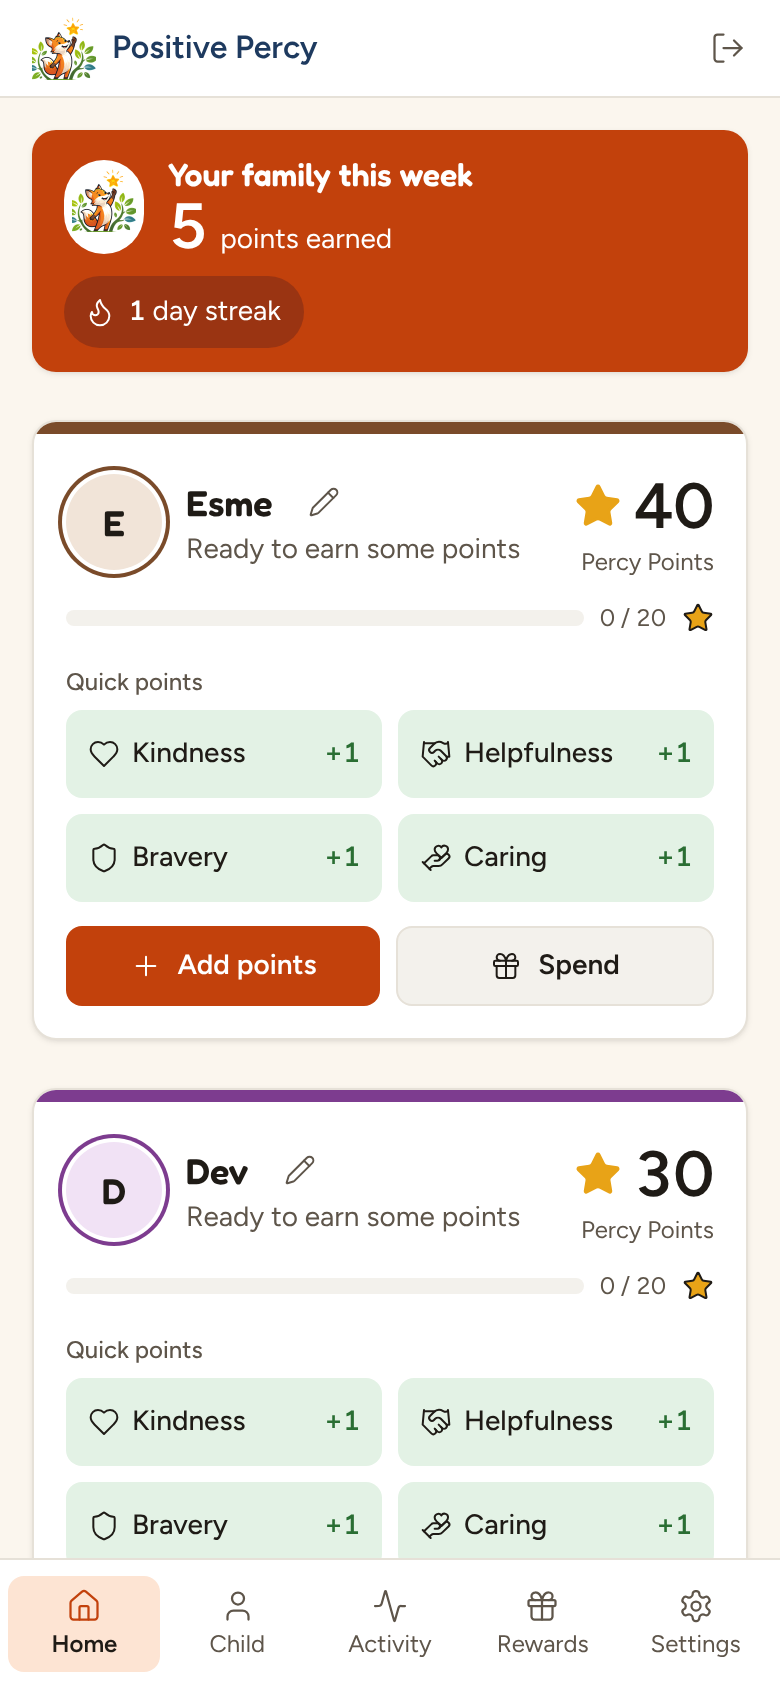 Positive Percy
Your family this week
5 points earned
1 day streak
E
Esme
Ready to earn some points
40
Percy Points
0 / 20
Quick points
Kindness +1
Helpfulness +1
Bravery +1
Caring +1
Add points
Spend
D
Dev
Ready to earn some points
30
Percy Points
0 / 20
Quick points
Kindness +1
Helpfulness +1
Bravery +1
Caring +1
Home
Child
Activity
Rewards
Settings